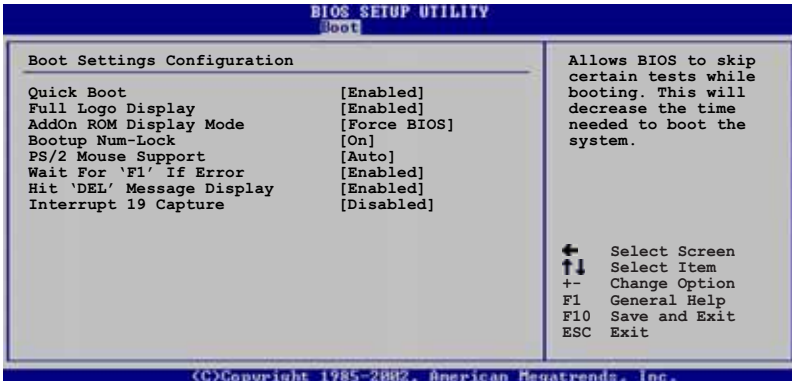 BIOS SETUP UTILITY
Boot
Boot Settings Configuration
Quick Boot [Enabled]
Full Logo Display [Enabled]
AddOn ROM Display Mode [Force BIOS]
Bootup Num-Lock [On]
PS/2 Mouse Support [Auto]
Wait For ‘F1’ If Error [Enabled]
Hit ‘DEL’ Message Display [Enabled]
Interrupt 19 Capture [Disabled]
Allows BIOS to skip
certain tests while
booting. This will
decrease the time
needed to boot the
system.
← Select Screen
↑↓ Select Item
+- Change Option
F1 General Help
F10 Save and Exit
ESC Exit
(C)Copyright 1985-2002, American Megatrends, Inc.